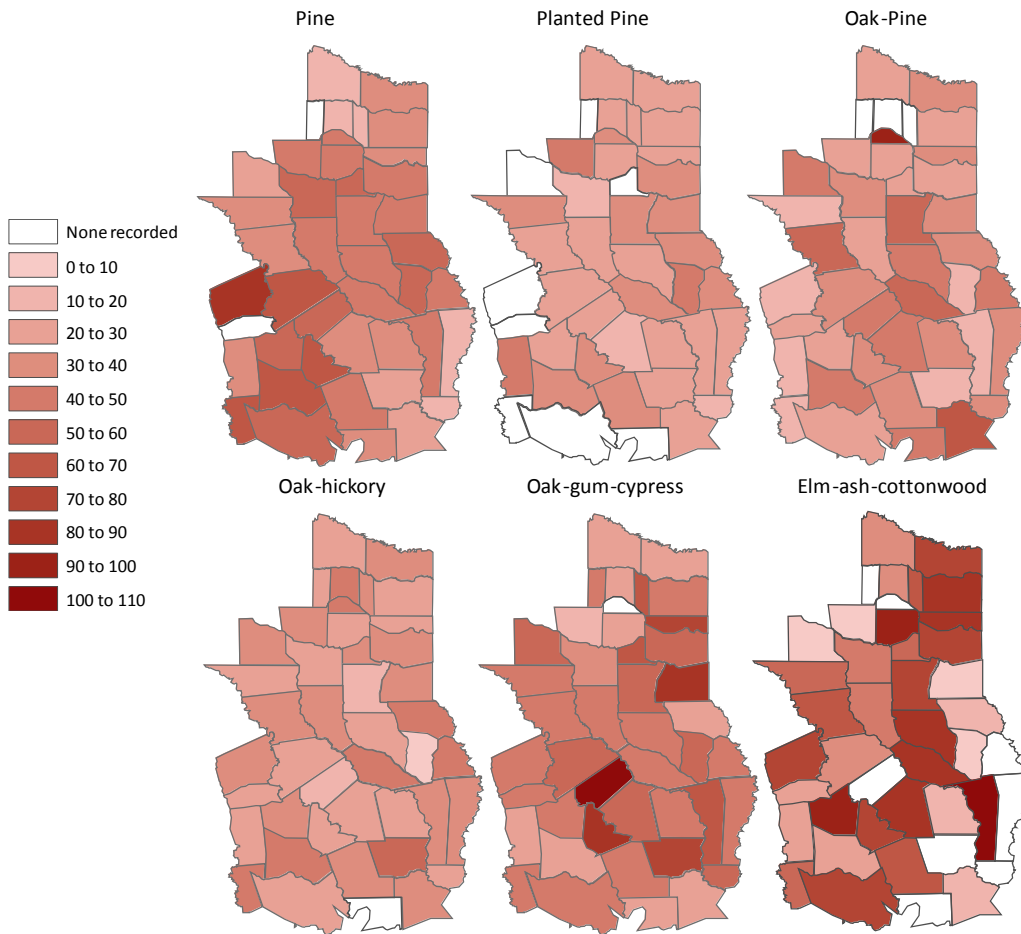 Pine
Planted Pine
Oak-Pine
None recorded
0 to 10
10 to 20
20 to 30
30 to 40
40 to 50
50 to 60
60 to 70
70 to 80
80 to 90
90 to 100
100 to 110
Oak-hickory
Oak-gum-cypress
Elm-ash-cottonwood